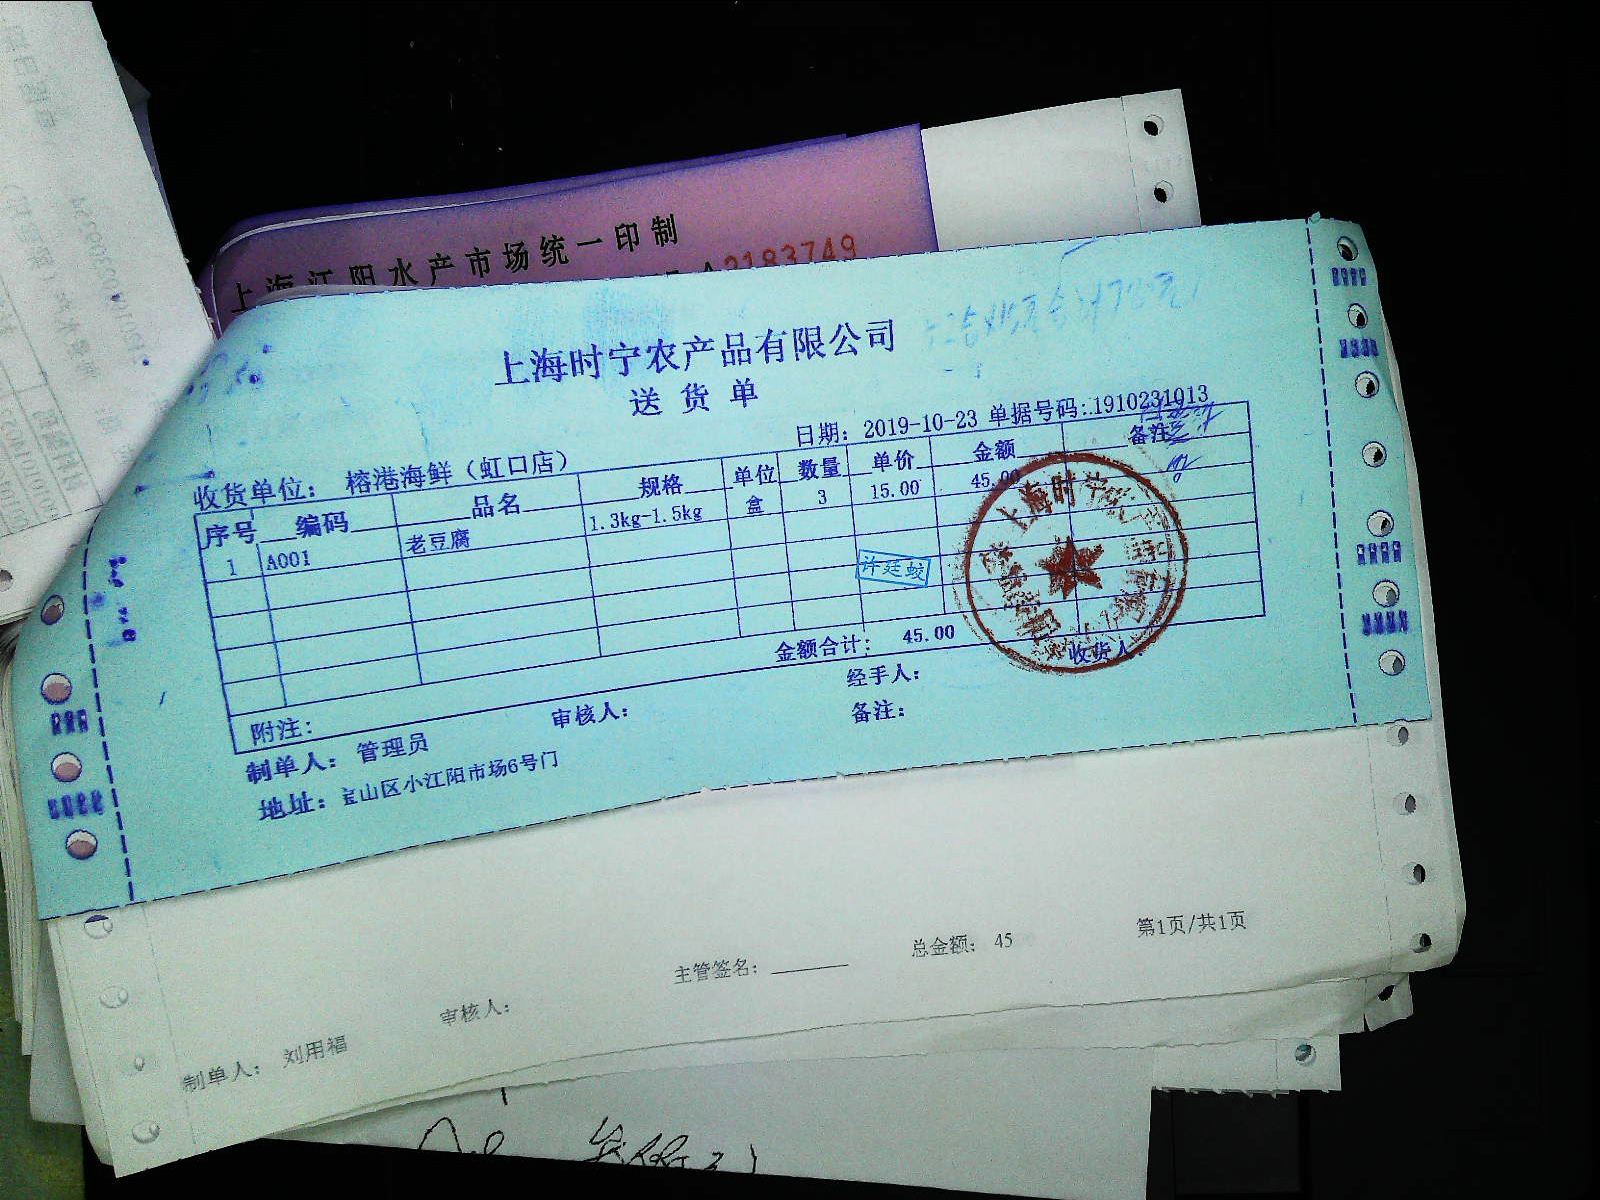 上海江阳水产市场统一印制
2183749
上海时宁农产品有限公司
送货单
日期：2019-10-23 单据号码：1910231013
收货单位： 榕港海鲜（虹口店）
序号 编码 品名 规格 单位 数量 单价 金额 备注
1 A001 老豆腐 1.3kg-1.5kg 盒 3 15.00 45.00
许廷蛟
上海时宁
金额合计： 45.00
附注： 审核人： 经手人： 收货人：
制单人： 管理员 备注：
地址：宝山区小江阳市场6号门
制单人： 刘用福 审核人： 主管签名： 总金额： 45 第1页/共1页